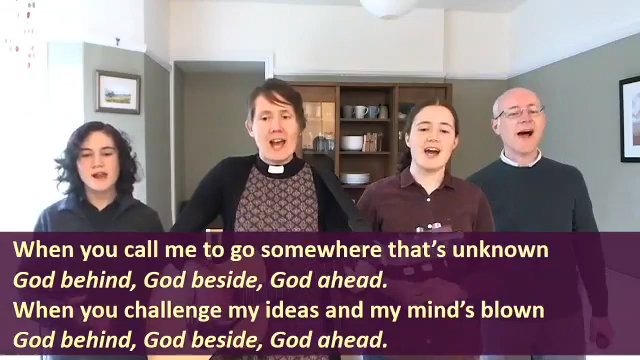 When you call me to go somewhere that's unknown
God behind, God beside, God ahead.
When you challenge my ideas and my mind's blown
God behind, God beside, God ahead.